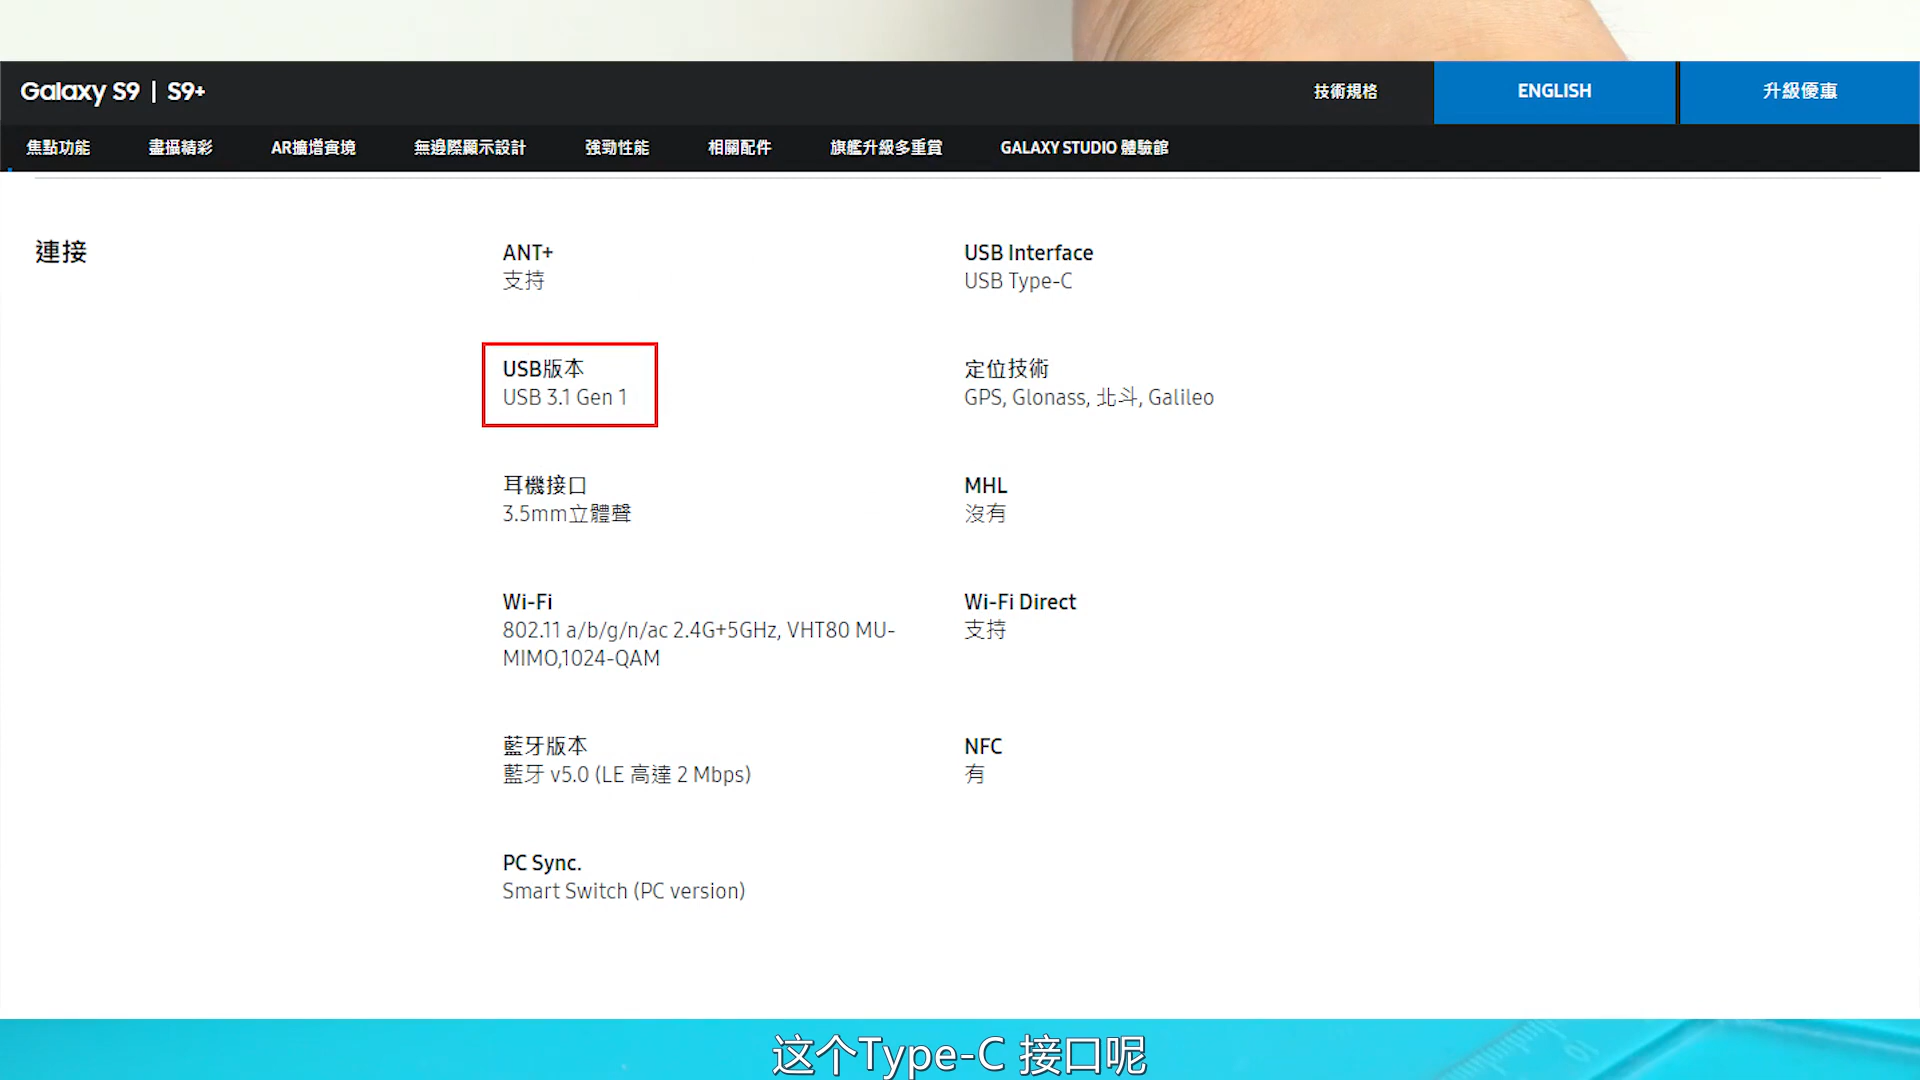 Galaxy S9 | S9+
技術規格
ENGLISH
升級優惠
焦點功能
盡攝精彩
AR擴增實境
無邊際顯示設計
強勁性能
相關配件
旗艦升級多重賞
GALAXY STUDIO 體驗館
連接
ANT+
支持
USB Interface
USB Type-C
USB版本
USB 3.1 Gen 1
定位技術
GPS, Glonass, 北斗, Galileo
耳機接口
3.5mm立體聲
MHL
沒有
Wi-Fi
802.11 a/b/g/n/ac 2.4G+5GHz, VHT80 MU-
MIMO,1024-QAM
Wi-Fi Direct
支持
藍牙版本
藍牙 v5.0 (LE 高達 2 Mbps)
NFC
有
PC Sync.
Smart Switch (PC version)
这个Type-C 接口呢